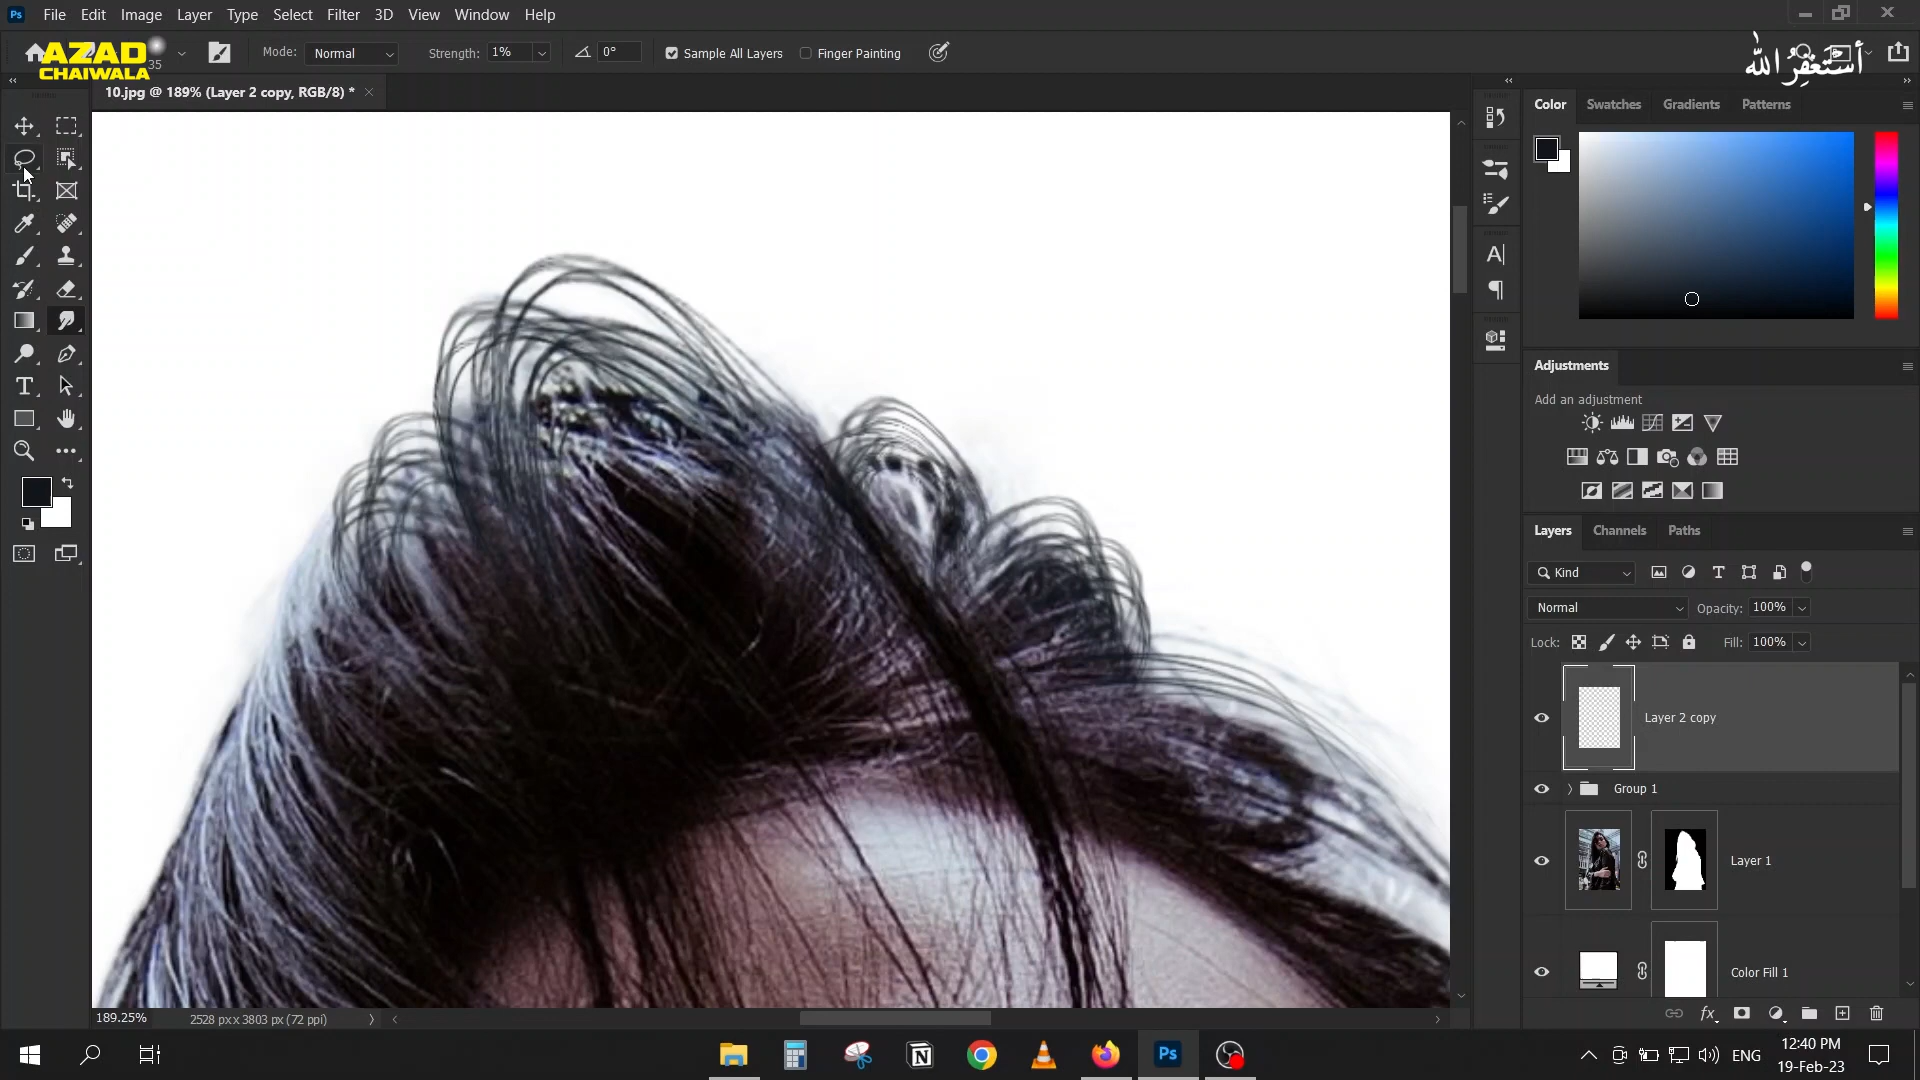 File Edit Image Layer Type Select Filter 3D View Window Help
AZAD
CHAIWALA
35
Mode: Normal Strength: 1% 0° Sample All Layers Finger Painting
أستغفر الله
10.jpg @ 189% (Layer 2 copy, RGB/8) *
Color Swatches Gradients Patterns
Adjustments
Add an adjustment
Layers Channels Paths
Kind
Normal Opacity: 100%
Lock: Fill: 100%
Layer 2 copy
Group 1
Layer 1
Color Fill 1
189.25% 2528 px x 3803 px (72 ppi)
Ps ENG 12:40 PM
19-Feb-23